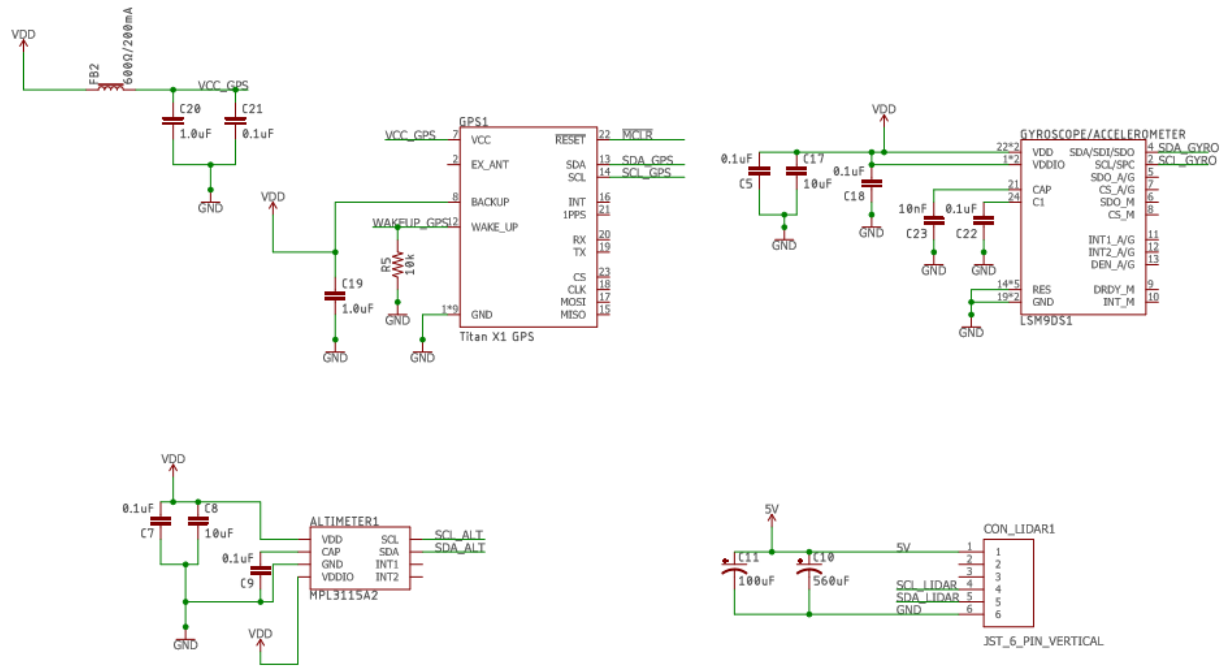 VDD
FB2
600Ω/200mA
VCC_GPS
C20
1.0uF
C21
0.1uF
GND
GPS1
VCC_GPS
7
VCC
RESET
22
MCLR
2
EX_ANT
SDA
13
SDA_GPS
SCL
14
SCL_GPS
VDD
8
BACKUP
INT
16
1PPS
21
WAKEUP_GPS
12
WAKE_UP
RX
20
TX
19
R5
10k
GND
CS
23
CLK
18
MOSI
17
MISO
15
C19
1.0uF
GND
1*9
GND
GND
Titan X1 GPS
VDD
GYROSCOPE/ACCELEROMETER
0.1uF
C5
C17
10uF
GND
0.1uF
C18
GND
22*2
VDD
SDA/SDI/SDO
4
SDA_GYRO
1*2
VDDIO
SCL/SPC
2
SCL_GYRO
SDO_A/G
5
21
CAP
CS_A/G
7
24
C1
SDO_M
6
CS_M
8
10nF
C23
GND
0.1uF
C22
GND
INT1_A/G
11
INT2_A/G
12
DEN_A/G
13
14*5
RES
DRDY_M
9
19*2
GND
INT_M
10
GND
LSM9DS1
VDD
0.1uF
C7
C8
10uF
ALTIMETER1
VDD
SCL
SCL_ALT
CAP
SDA
SDA_ALT
GND
INT1
VDDIO
INT2
0.1uF
C9
MPL3115A2
GND
VDD
5V
CON_LIDAR1
C11
100uF
C10
560uF
5V
1
1
2
2
3
3
SCL_LIDAR
4
4
SDA_LIDAR
5
5
GND
6
6
JST_6_PIN_VERTICAL